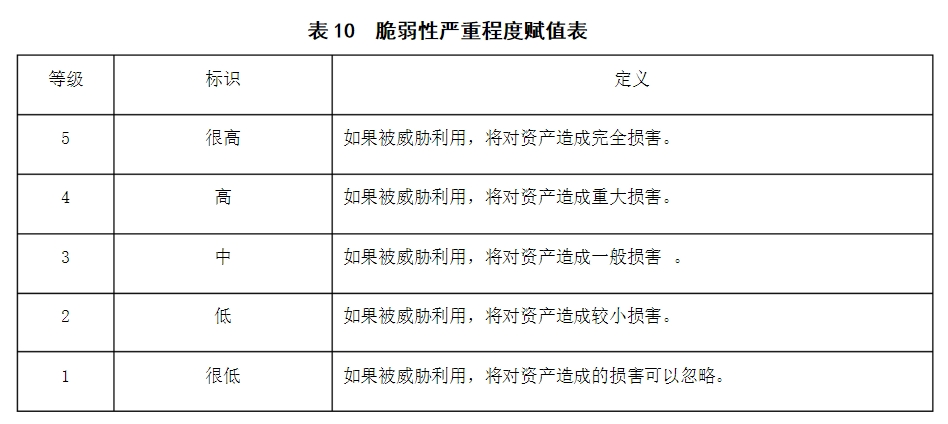 表 10 脆弱性严重程度赋值表
等级 标识 定义
5 很高 如果被威胁利用，将对资产造成完全损害。
4 高 如果被威胁利用，将对资产造成重大损害。
3 中 如果被威胁利用，将对资产造成一般损害 。
2 低 如果被威胁利用，将对资产造成较小损害。
1 很低 如果被威胁利用，将对资产造成的损害可以忽略。